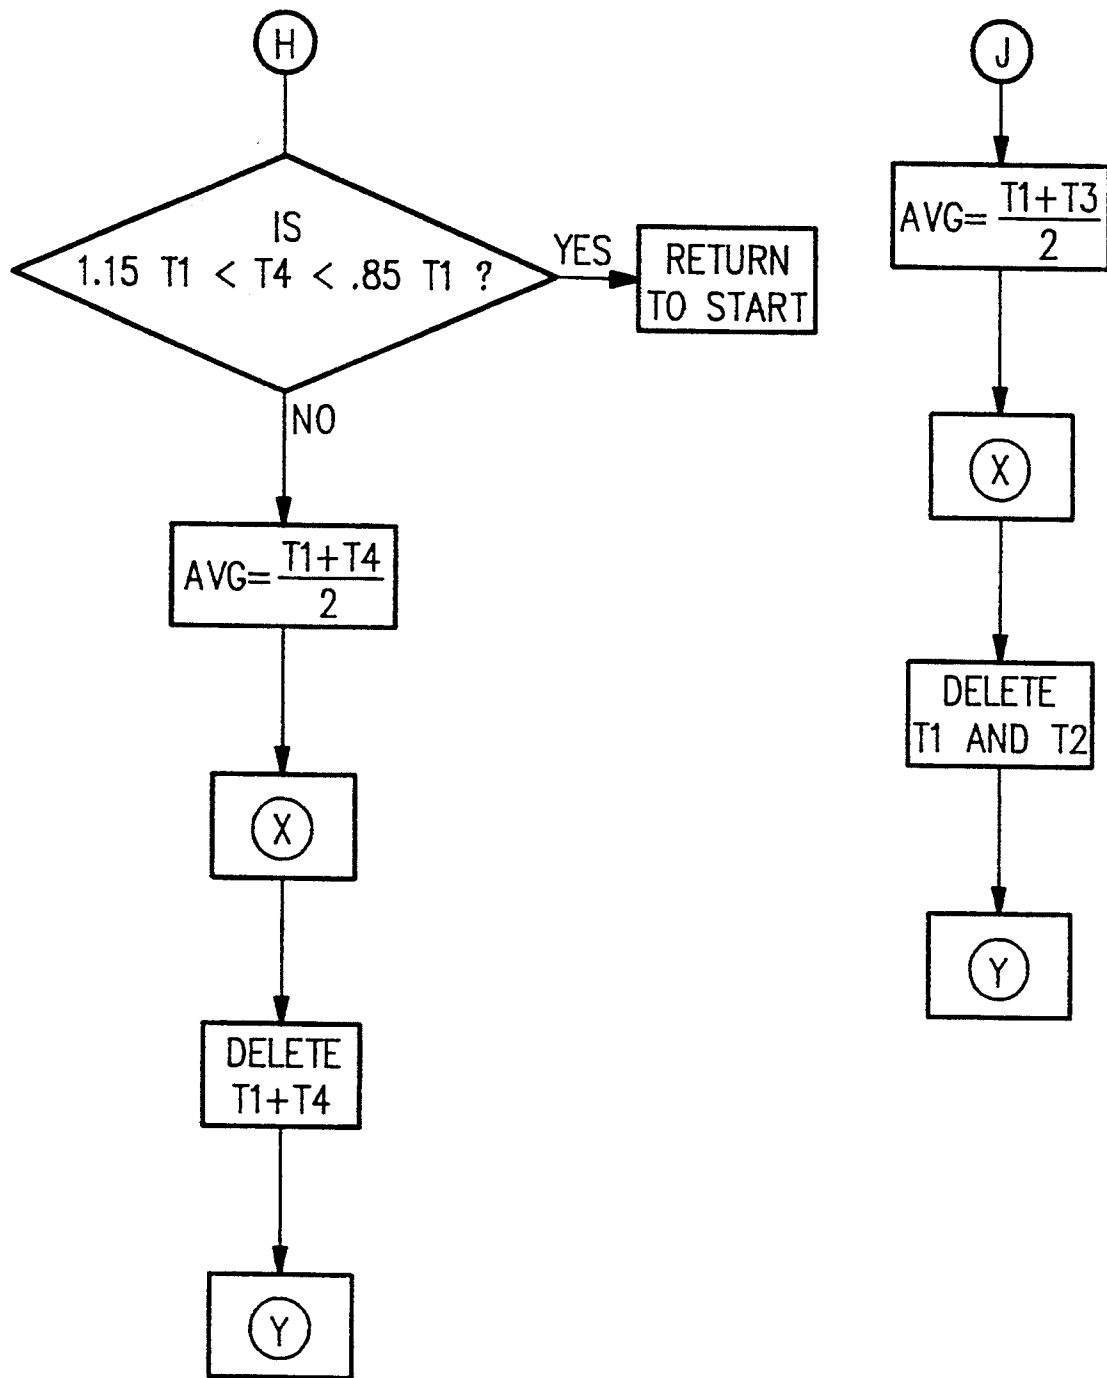 H
IS
1.15 T1 < T4 < .85 T1 ?
YES
RETURN
TO START
NO
AVG= T1+T4
2
X
DELETE
T1+T4
Y
J
AVG= T1+T3
2
X
DELETE
T1 AND T2
Y